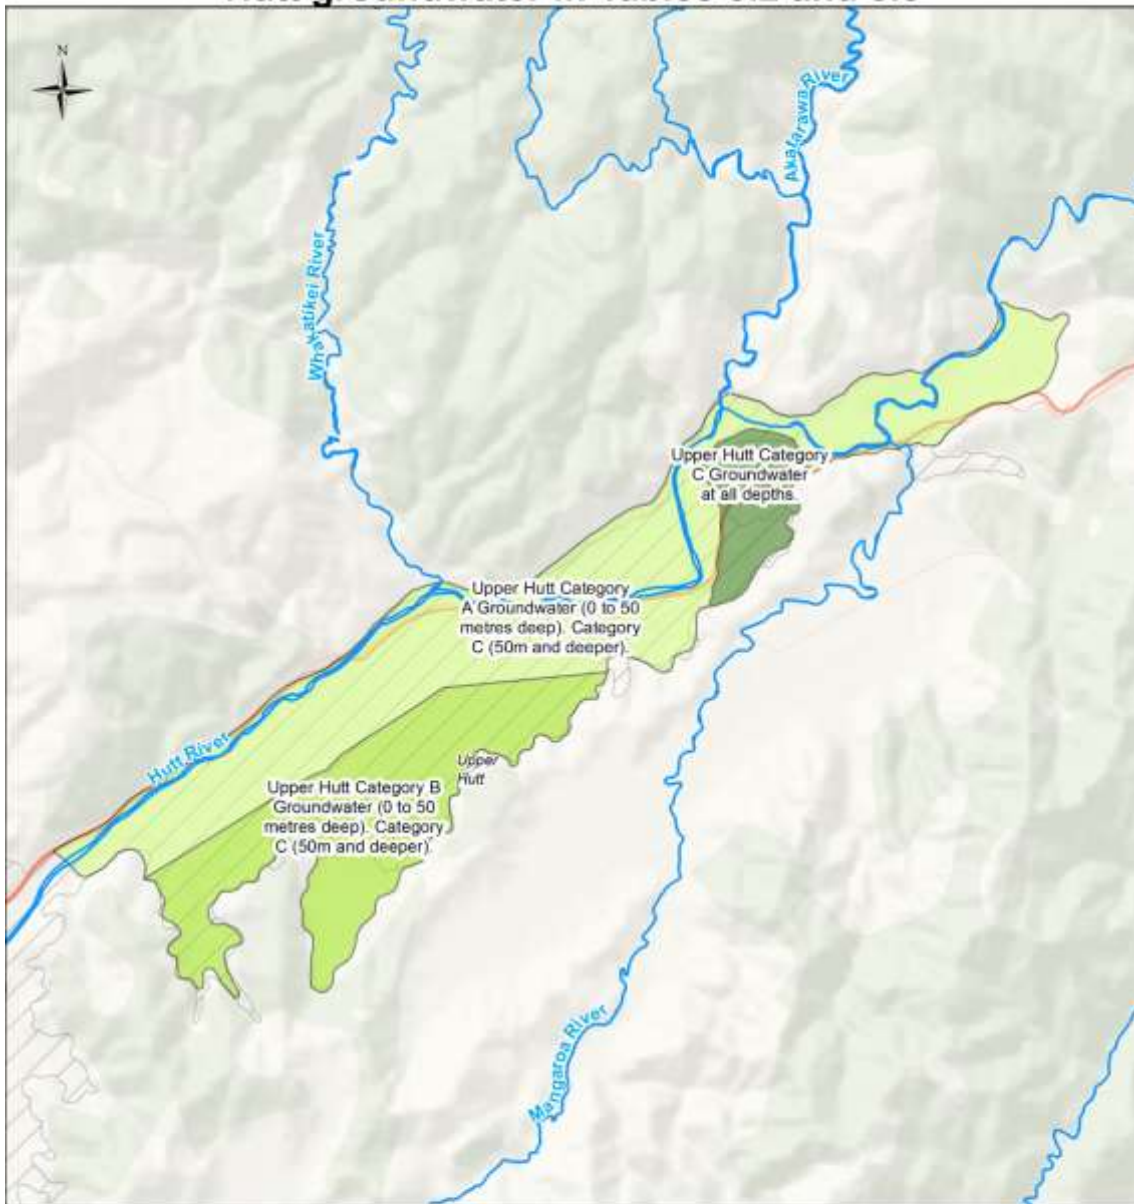 N
Akatarawa River
Whakatikei River
Upper Hutt Category
C Groundwater
at all depths.
Upper Hutt Category
A Groundwater (0 to 50
metres deep). Category
C (50m and deeper).
Hutt River
Upper
Hutt
Upper Hutt Category B
Groundwater (0 to 50
metres deep). Category
C (50m and deeper).
Mangaroa River